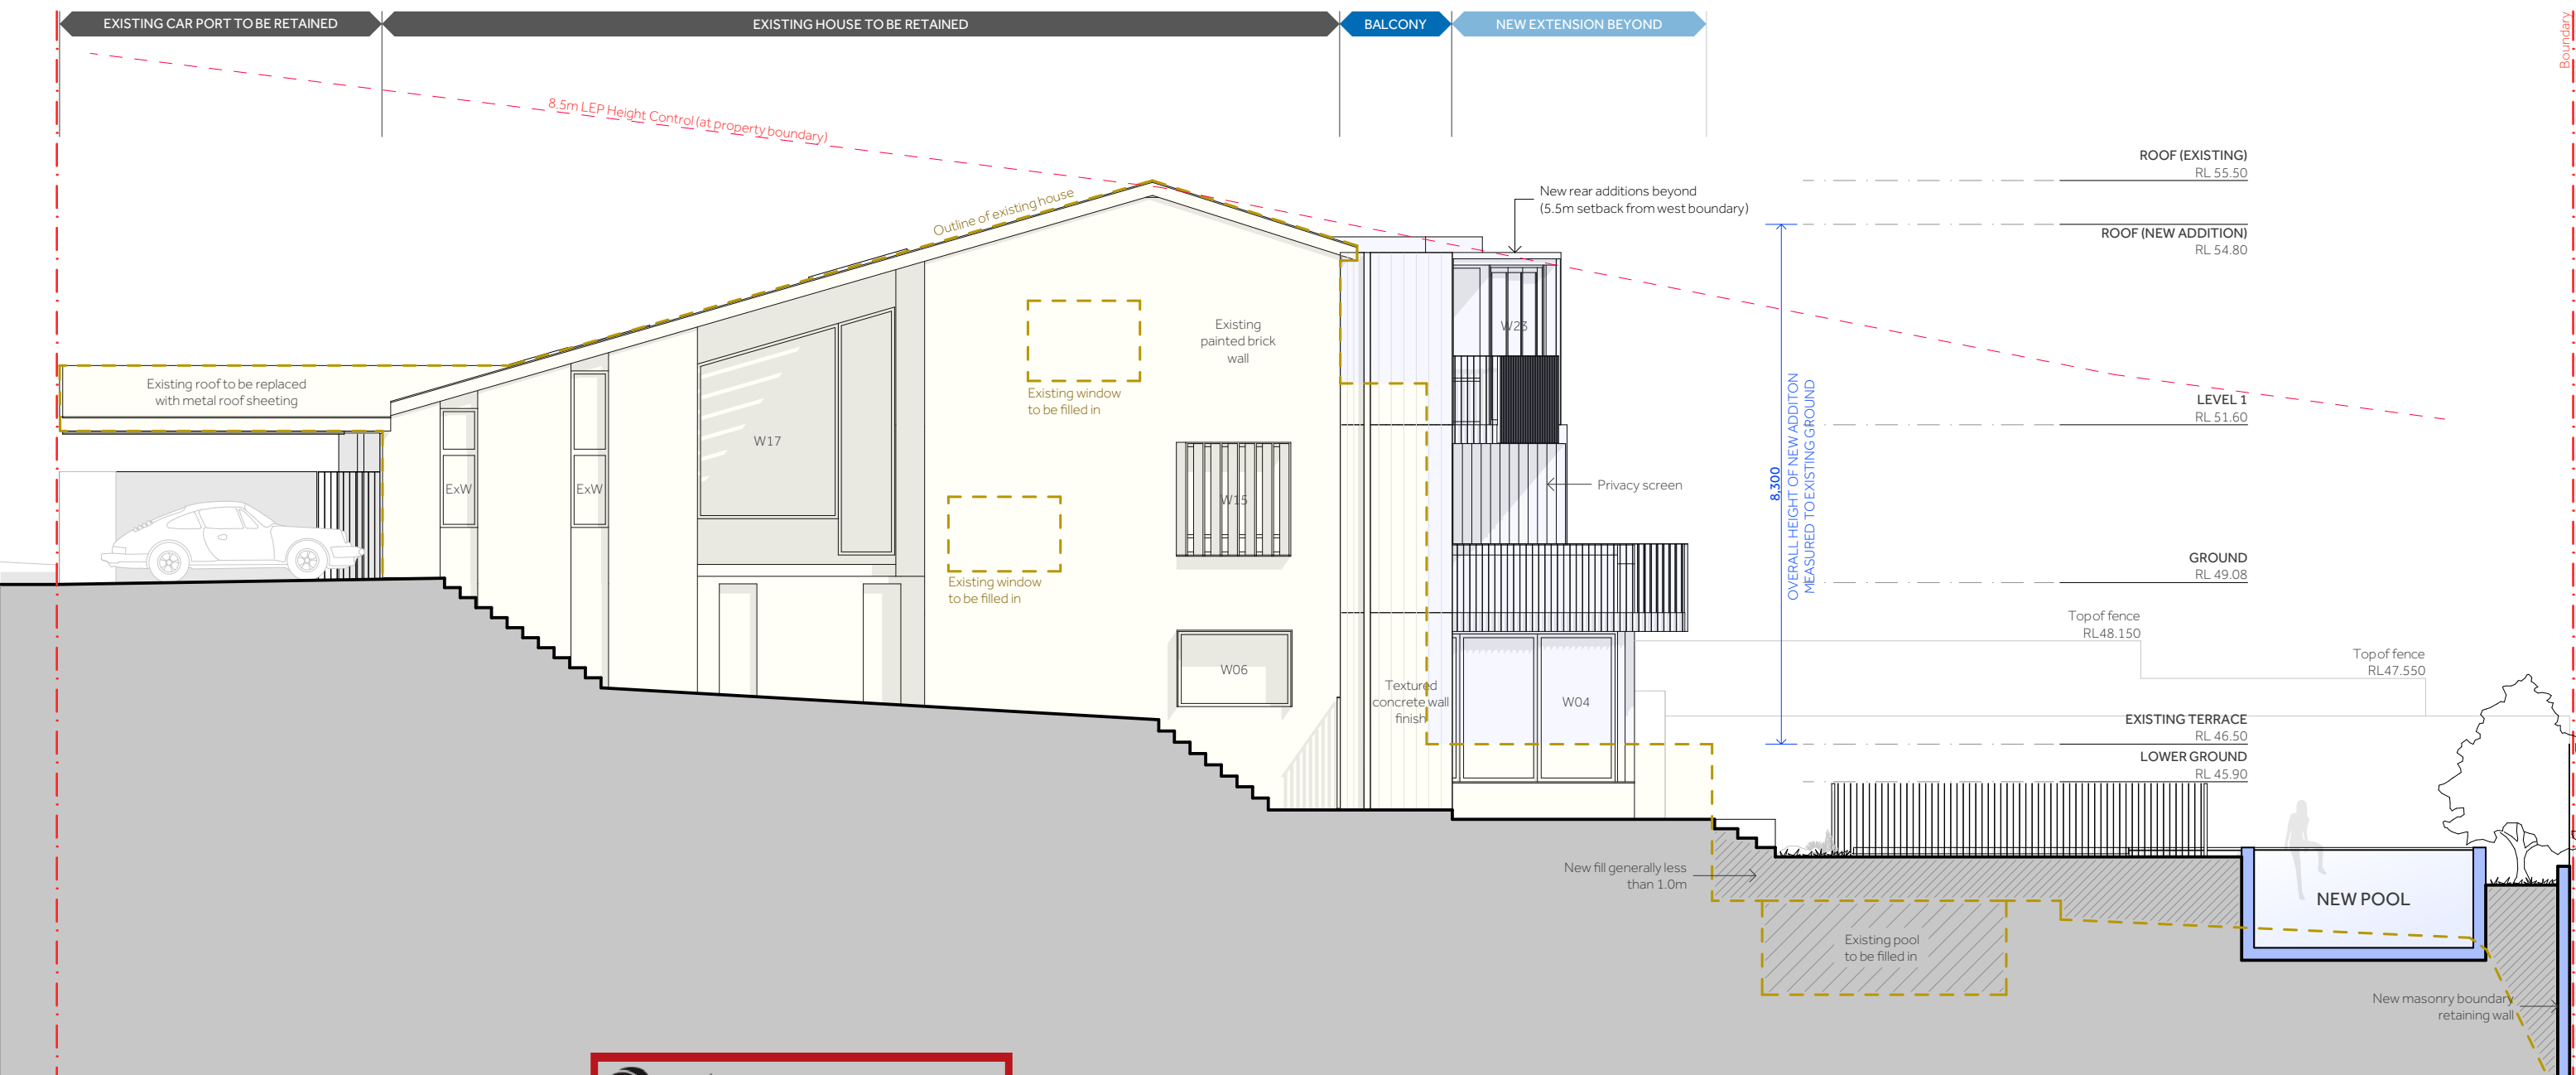 EXISTING CAR PORT TO BE RETAINED
EXISTING HOUSE TO BE RETAINED
BALCONY
NEW EXTENSION BEYOND
Boundary
8.5m LEP Height Control (at property boundary)
ROOF (EXISTING)
RL 55.50
New rear additions beyond
(5.5m setback from west boundary)
Outline of existing house
ROOF (NEW ADDITION)
RL 54.80
Existing
painted brick
wall
W23
Existing roof to be replaced
with metal roof sheeting
Existing window
to be filled in
LEVEL 1
RL 51.60
W17
ExW
ExW
W15
Privacy screen
8,300
OVERALL HEIGHT OF NEW ADDITON
MEASURED TO EXISTING GROUND
GROUND
RL 49.08
Existing window
to be filled in
Top of fence
RL48.150
Top of fence
RL47.550
W06
Textured
concrete wall
finish
W04
EXISTING TERRACE
RL 46.50
LOWER GROUND
RL 45.90
New fill generally less
than 1.0m
NEW POOL
Existing pool
to be filled in
New masonry boundary
retaining wall